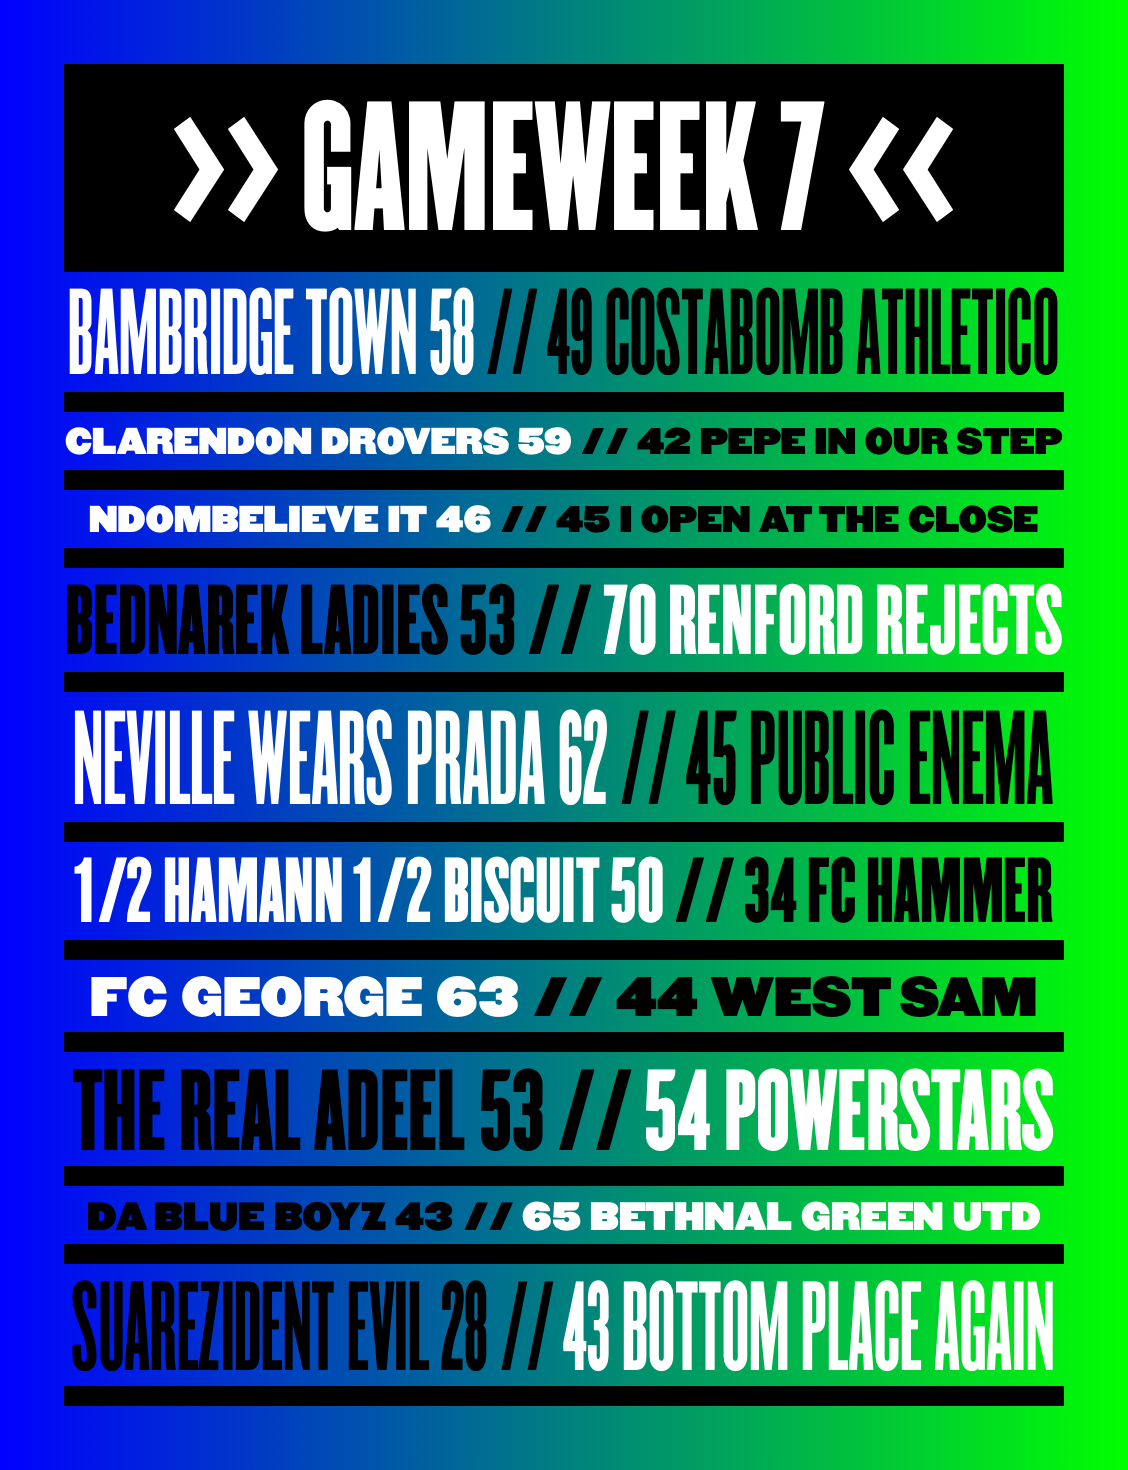 >> GAMEWEEK 7 <<
BAMBRIDGE TOWN 58 // 49 COSTABOMB ATHLETICO
CLARENDON DROVERS 59 // 42 PEPE IN OUR STEP
NDOMBELIEVE IT 46 // 45 I OPEN AT THE CLOSE
BEDNAREK LADIES 53 // 70 RENFORD REJECTS
NEVILLE WEARS PRADA 62 // 45 PUBLIC ENEMA
1/2 HAMANN 1/2 BISCUIT 50 // 34 FC HAMMER
FC GEORGE 63 // 44 WEST SAM
THE REAL ADEEL 53 // 54 POWERSTARS
DA BLUE BOYZ 43 // 65 BETHNAL GREEN UTD
SUAREZIDENT EVIL 28 // 43 BOTTOM PLACE AGAIN